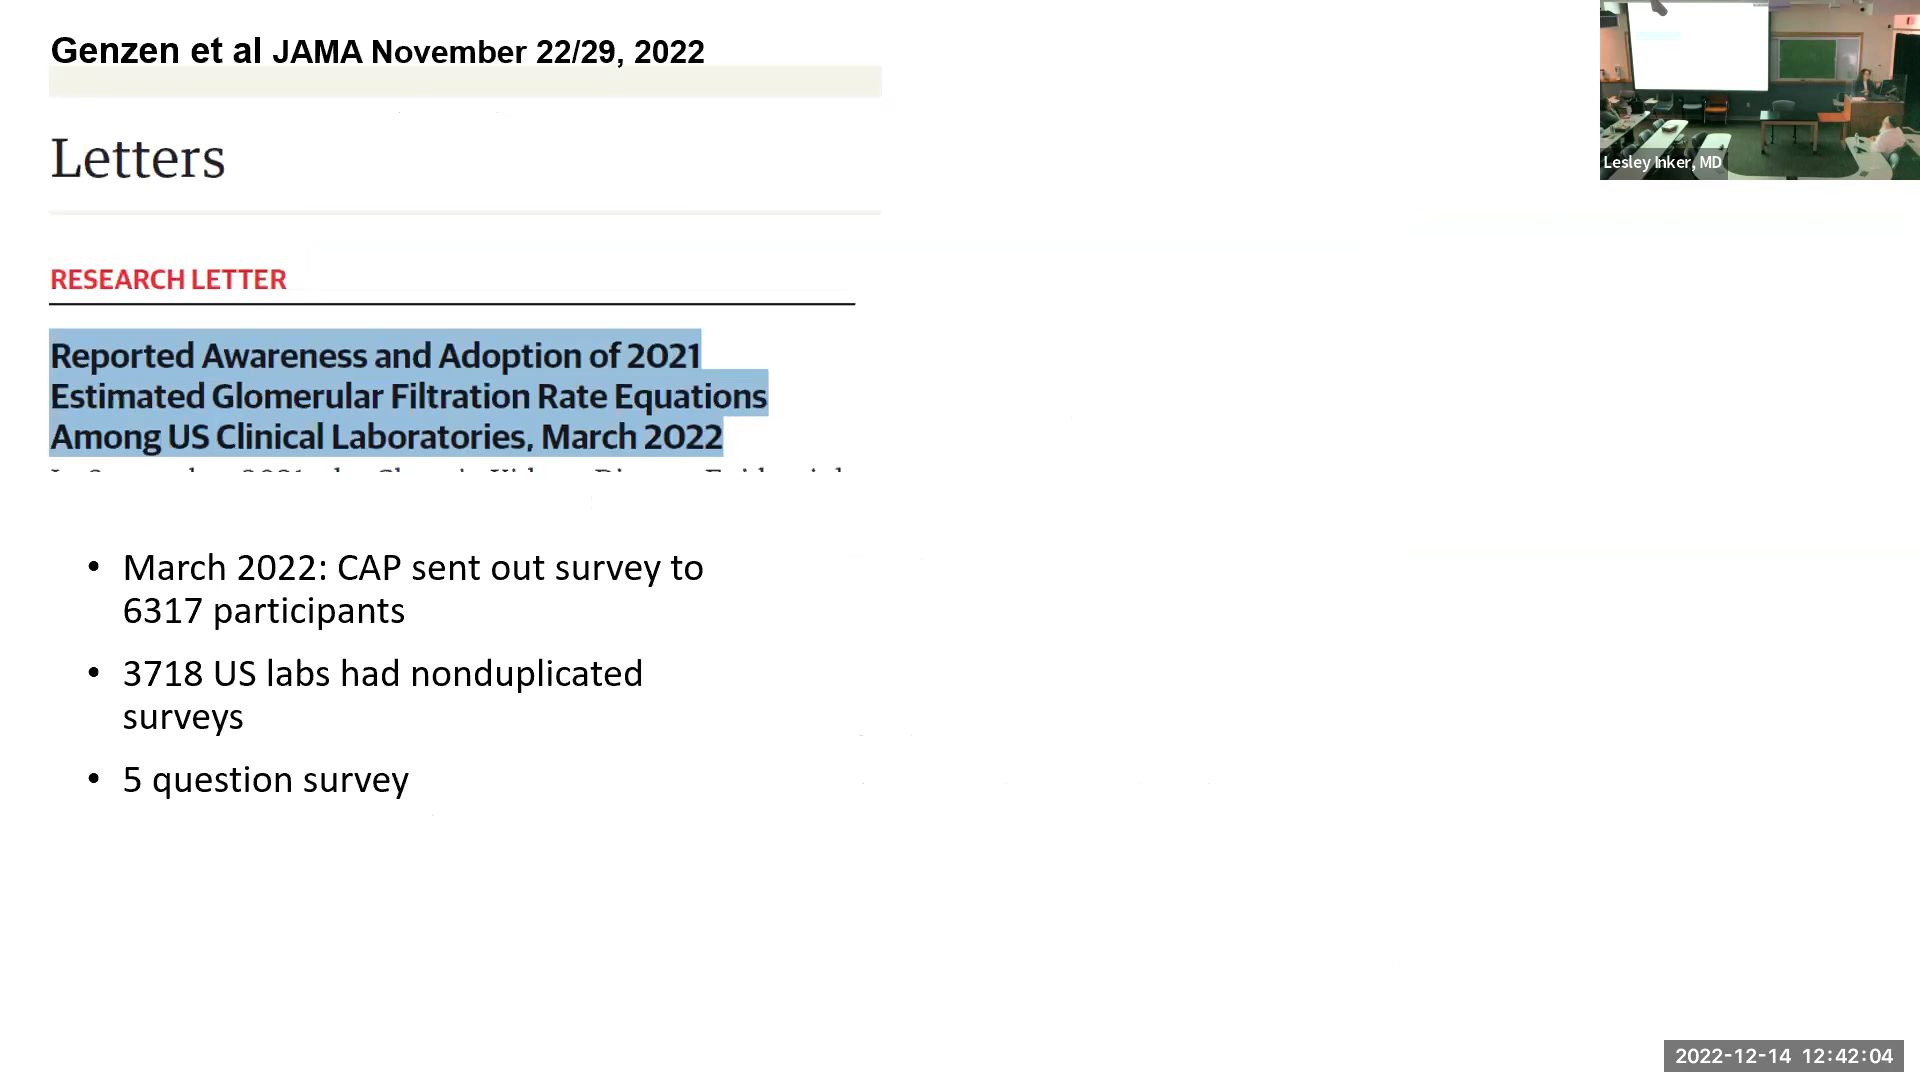 Genzen et al JAMA November 22/29, 2022
Letters
RESEARCH LETTER
Reported Awareness and Adoption of 2021
Estimated Glomerular Filtration Rate Equations
Among US Clinical Laboratories, March 2022
• March 2022: CAP sent out survey to
6317 participants
• 3718 US labs had nonduplicated
surveys
• 5 question survey
Lesley Inker, MD
2022-12-14 12:42:04